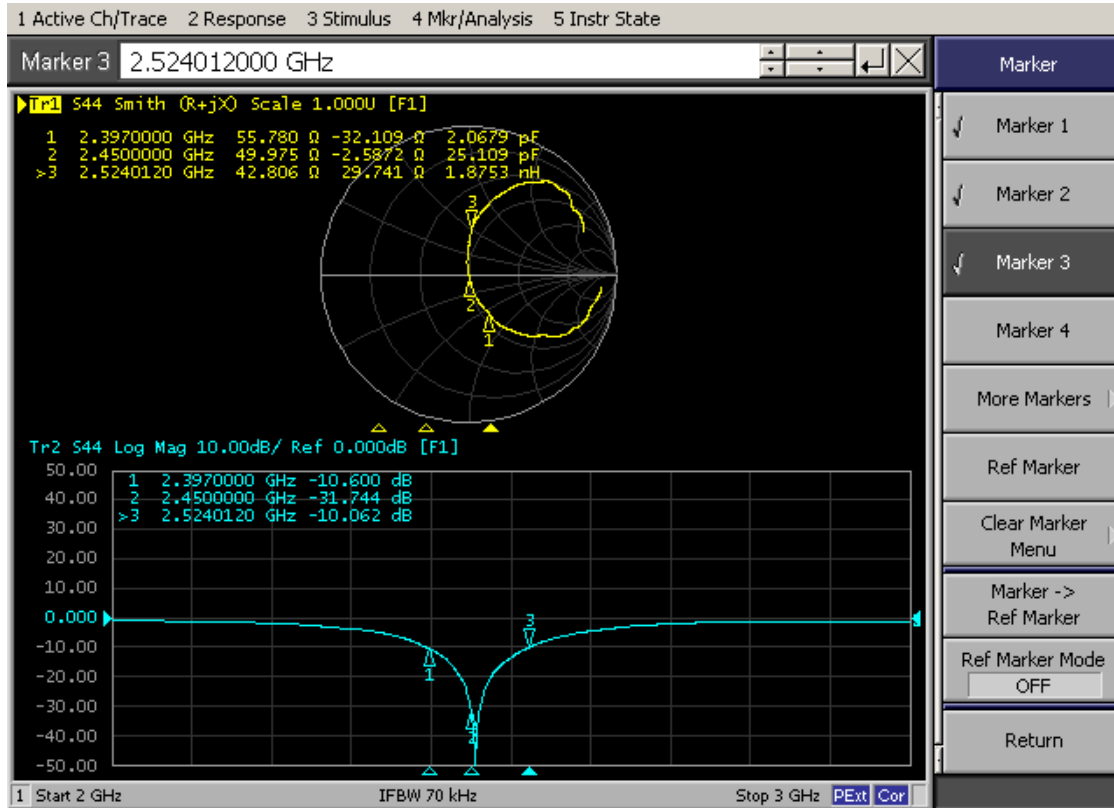 1 Active Ch/Trace 2 Response 3 Stimulus 4 Mkr/Analysis 5 Instr State
Marker 3 2.524012000 GHz
Tr1 S44 Smith (R+jX) Scale 1.000U [F1]
1 2.3970000 GHz 55.780 Ω -32.109 Ω 2.0679 pF
2 2.4500000 GHz 49.975 Ω -2.5872 Ω 25.109 pF
>3 2.5240120 GHz 42.806 Ω 29.741 Ω 1.8753 nH
3
2
1
Tr2 S44 Log Mag 10.00dB/ Ref 0.000dB [F1]
50.00
40.00
30.00
20.00
10.00
0.000
-10.00
-20.00
-30.00
-40.00
-50.00
1 2.3970000 GHz -10.600 dB
2 2.4500000 GHz -31.744 dB
>3 2.5240120 GHz -10.062 dB
3
1
2
1 Start 2 GHz IFBW 70 kHz Stop 3 GHz PExt Cor
Marker
Marker 1
Marker 2
Marker 3
Marker 4
More Markers
Ref Marker
Clear Marker
Menu
Marker ->
Ref Marker
Ref Marker Mode
OFF
Return